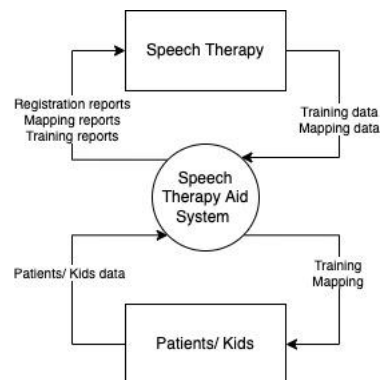 Speech Therapy
Registration reports
Mapping reports
Training reports
Training data
Mapping data
Speech
Therapy Aid
System
Patients/ Kids data
Training
Mapping
Patients/ Kids